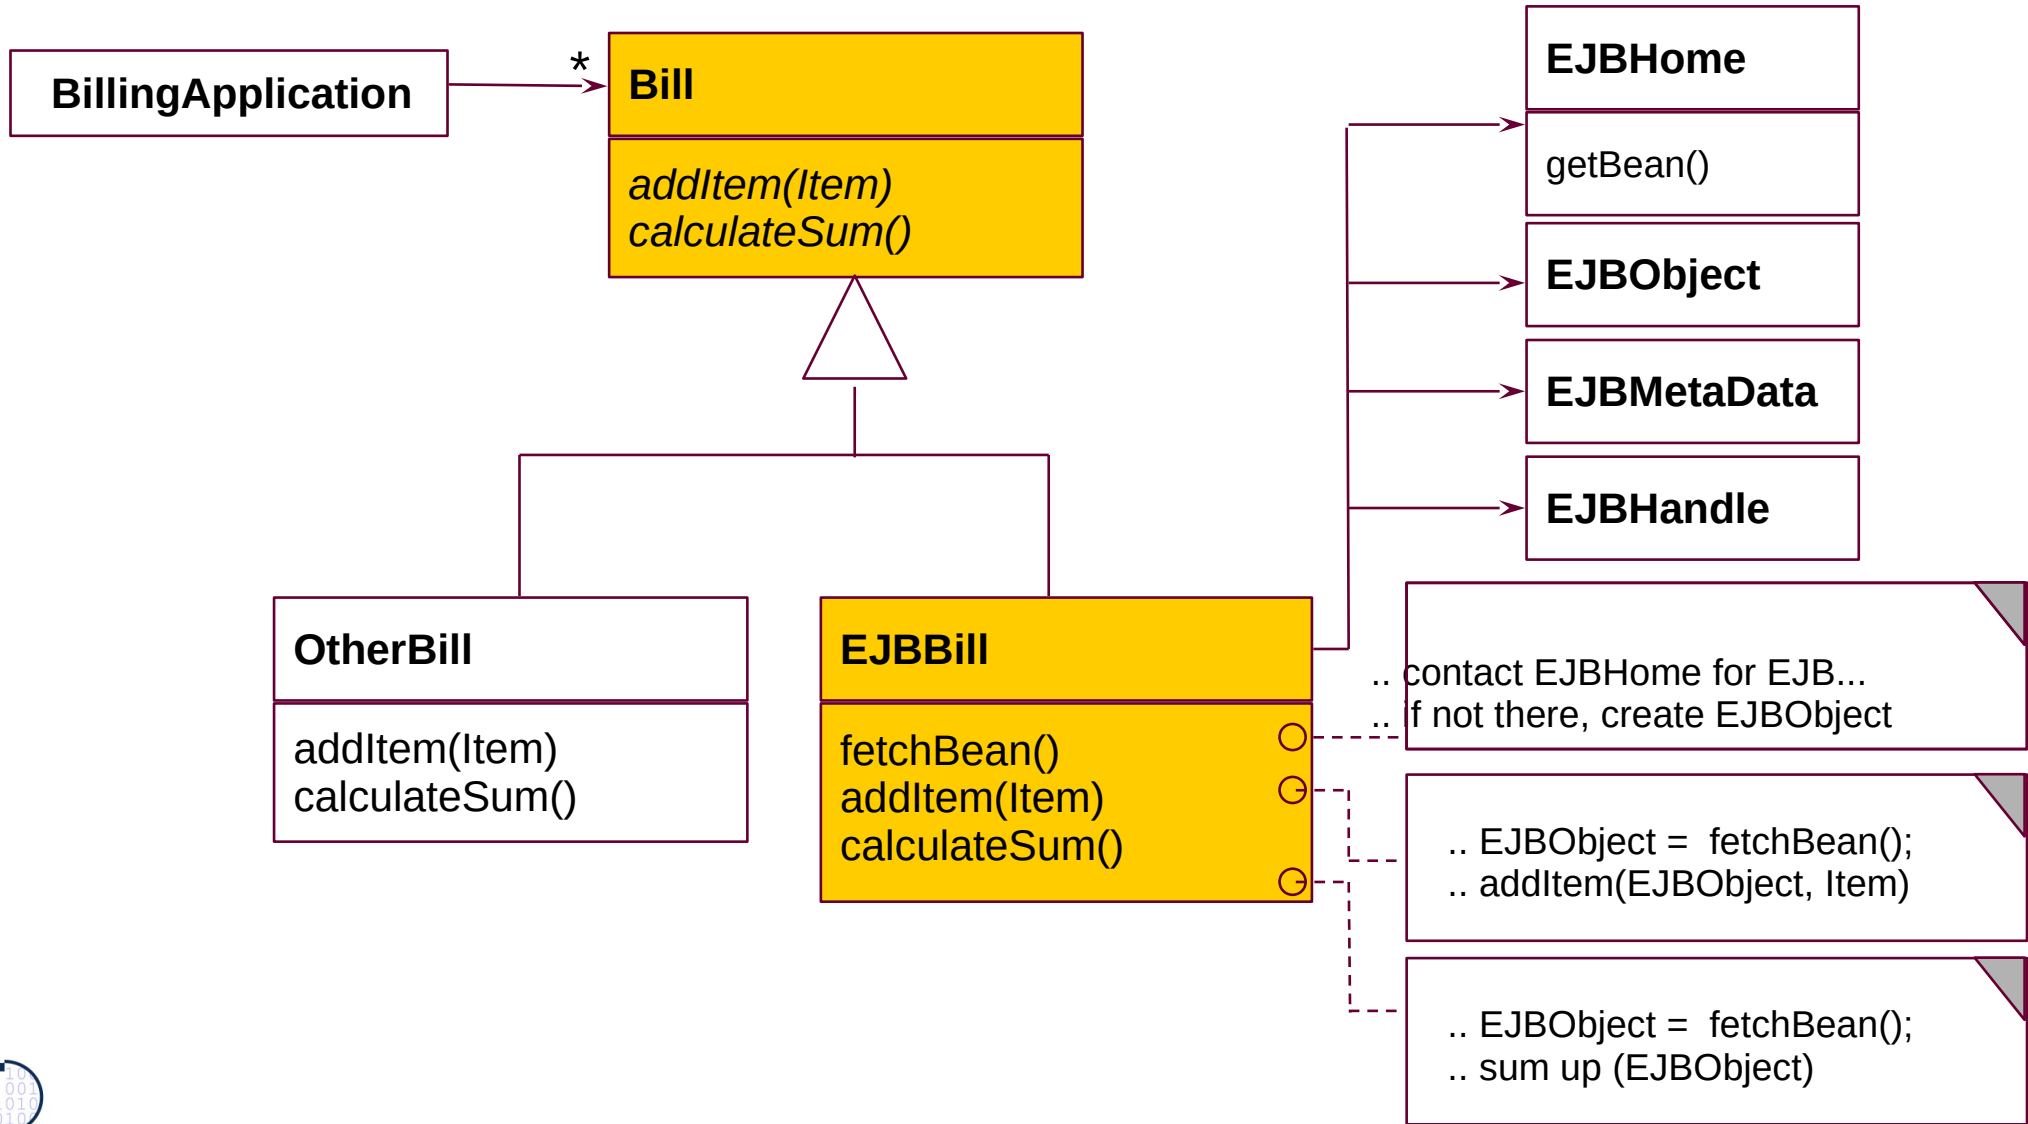 BillingApplication
*
Bill
addItem(Item)
calculateSum()
EJBHome
getBean()
EJBObject
EJBMetaData
EJBHandle
OtherBill
addItem(Item)
calculateSum()
EJBBill
fetchBean()
addItem(Item)
calculateSum()
.. contact EJBHome for EJB...
.. if not there, create EJBObject
.. EJBObject =  fetchBean();
.. addItem(EJBObject, Item)
.. EJBObject =  fetchBean();
.. sum up (EJBObject)